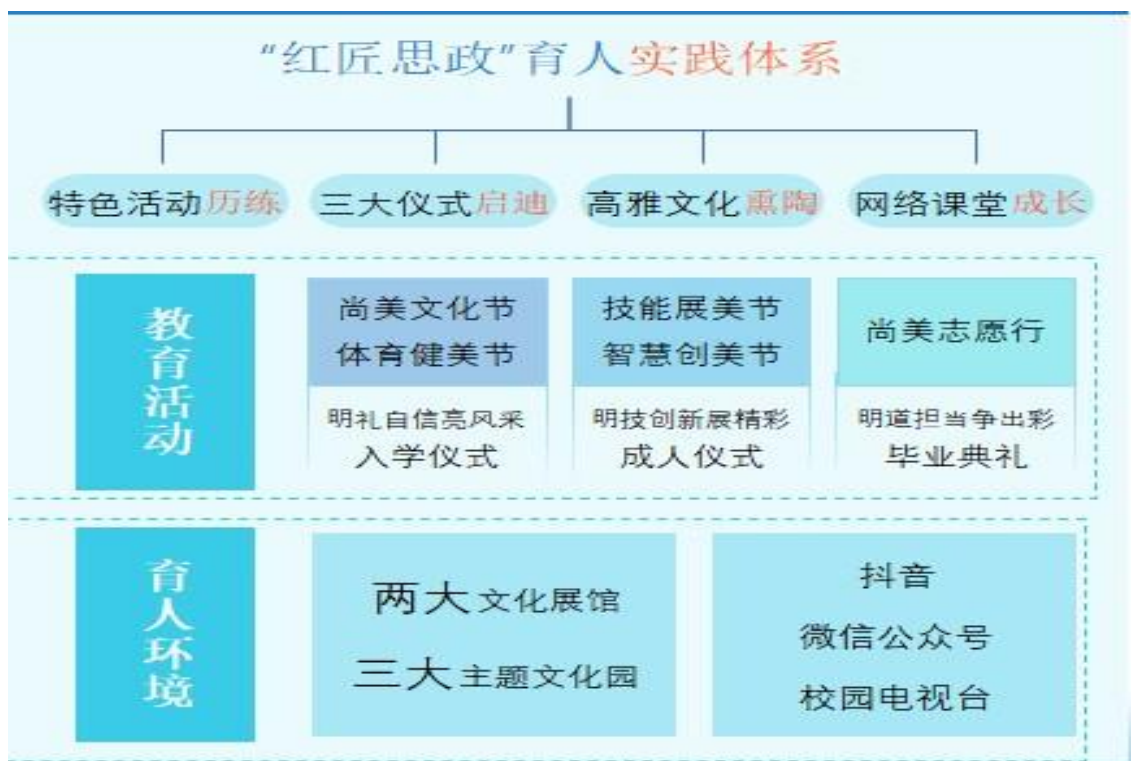 “红匠思政”育人实践体系
特色活动历练
三大仪式启迪
高雅文化熏陶
网络课堂成长
教育活动
尚美文化节
体育健美节
明礼自信亮风采
入学仪式
技能展美节
智慧创美节
明技创新展精彩
成人仪式
尚美志愿行
明道担当争出彩
毕业典礼
育人环境
两大文化展馆
三大主题文化园
抖音
微信公众号
校园电视台